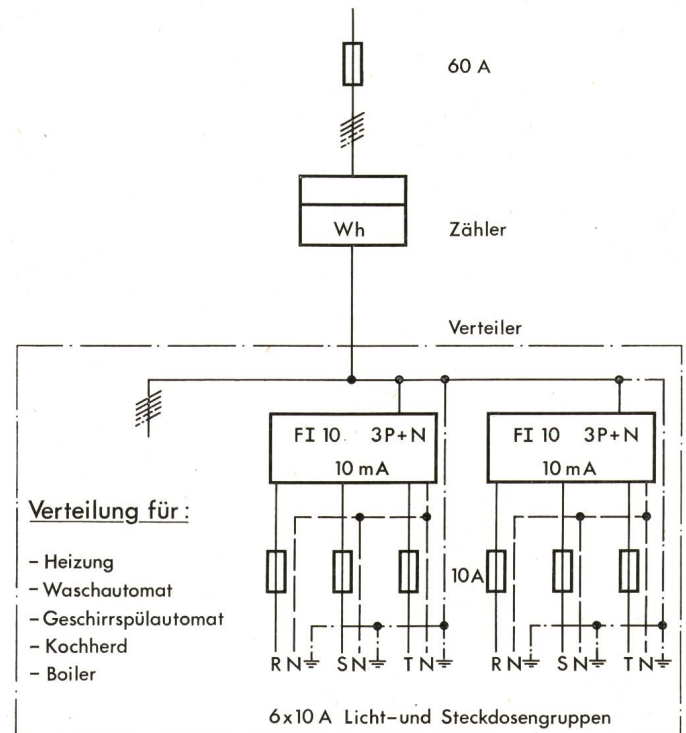 60 A
Wh
Zähler
Verteiler
FI 10 3P+N
10 mA
FI 10 3P+N
10 mA
Verteilung für:
- Heizung
- Waschautomat
- Geschirrspülautomat
- Kochherd
- Boiler
10A
R N S N T N R N S N T N
6x10 A Licht-und Steckdosengruppen